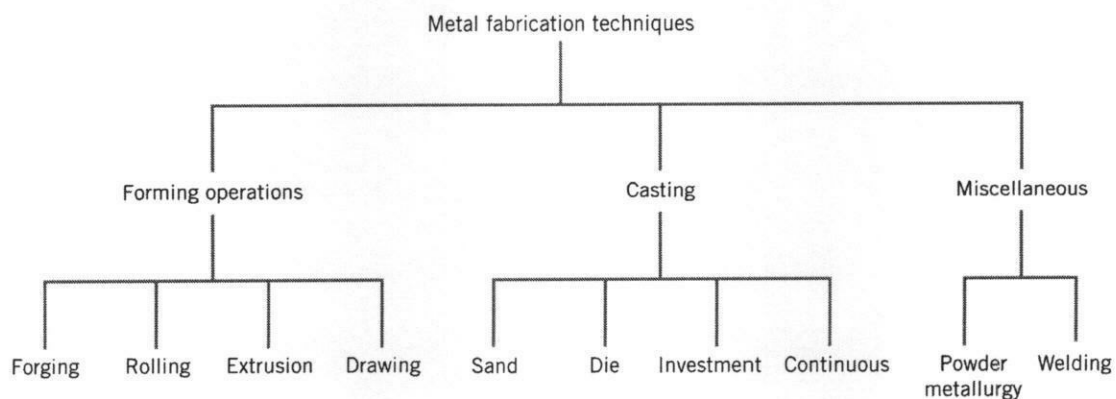 Metal fabrication techniques
Forming operations
Casting
Miscellaneous
Forging
Rolling
Extrusion
Drawing
Sand
Die
Investment
Continuous
Powder
metallurgy
Welding